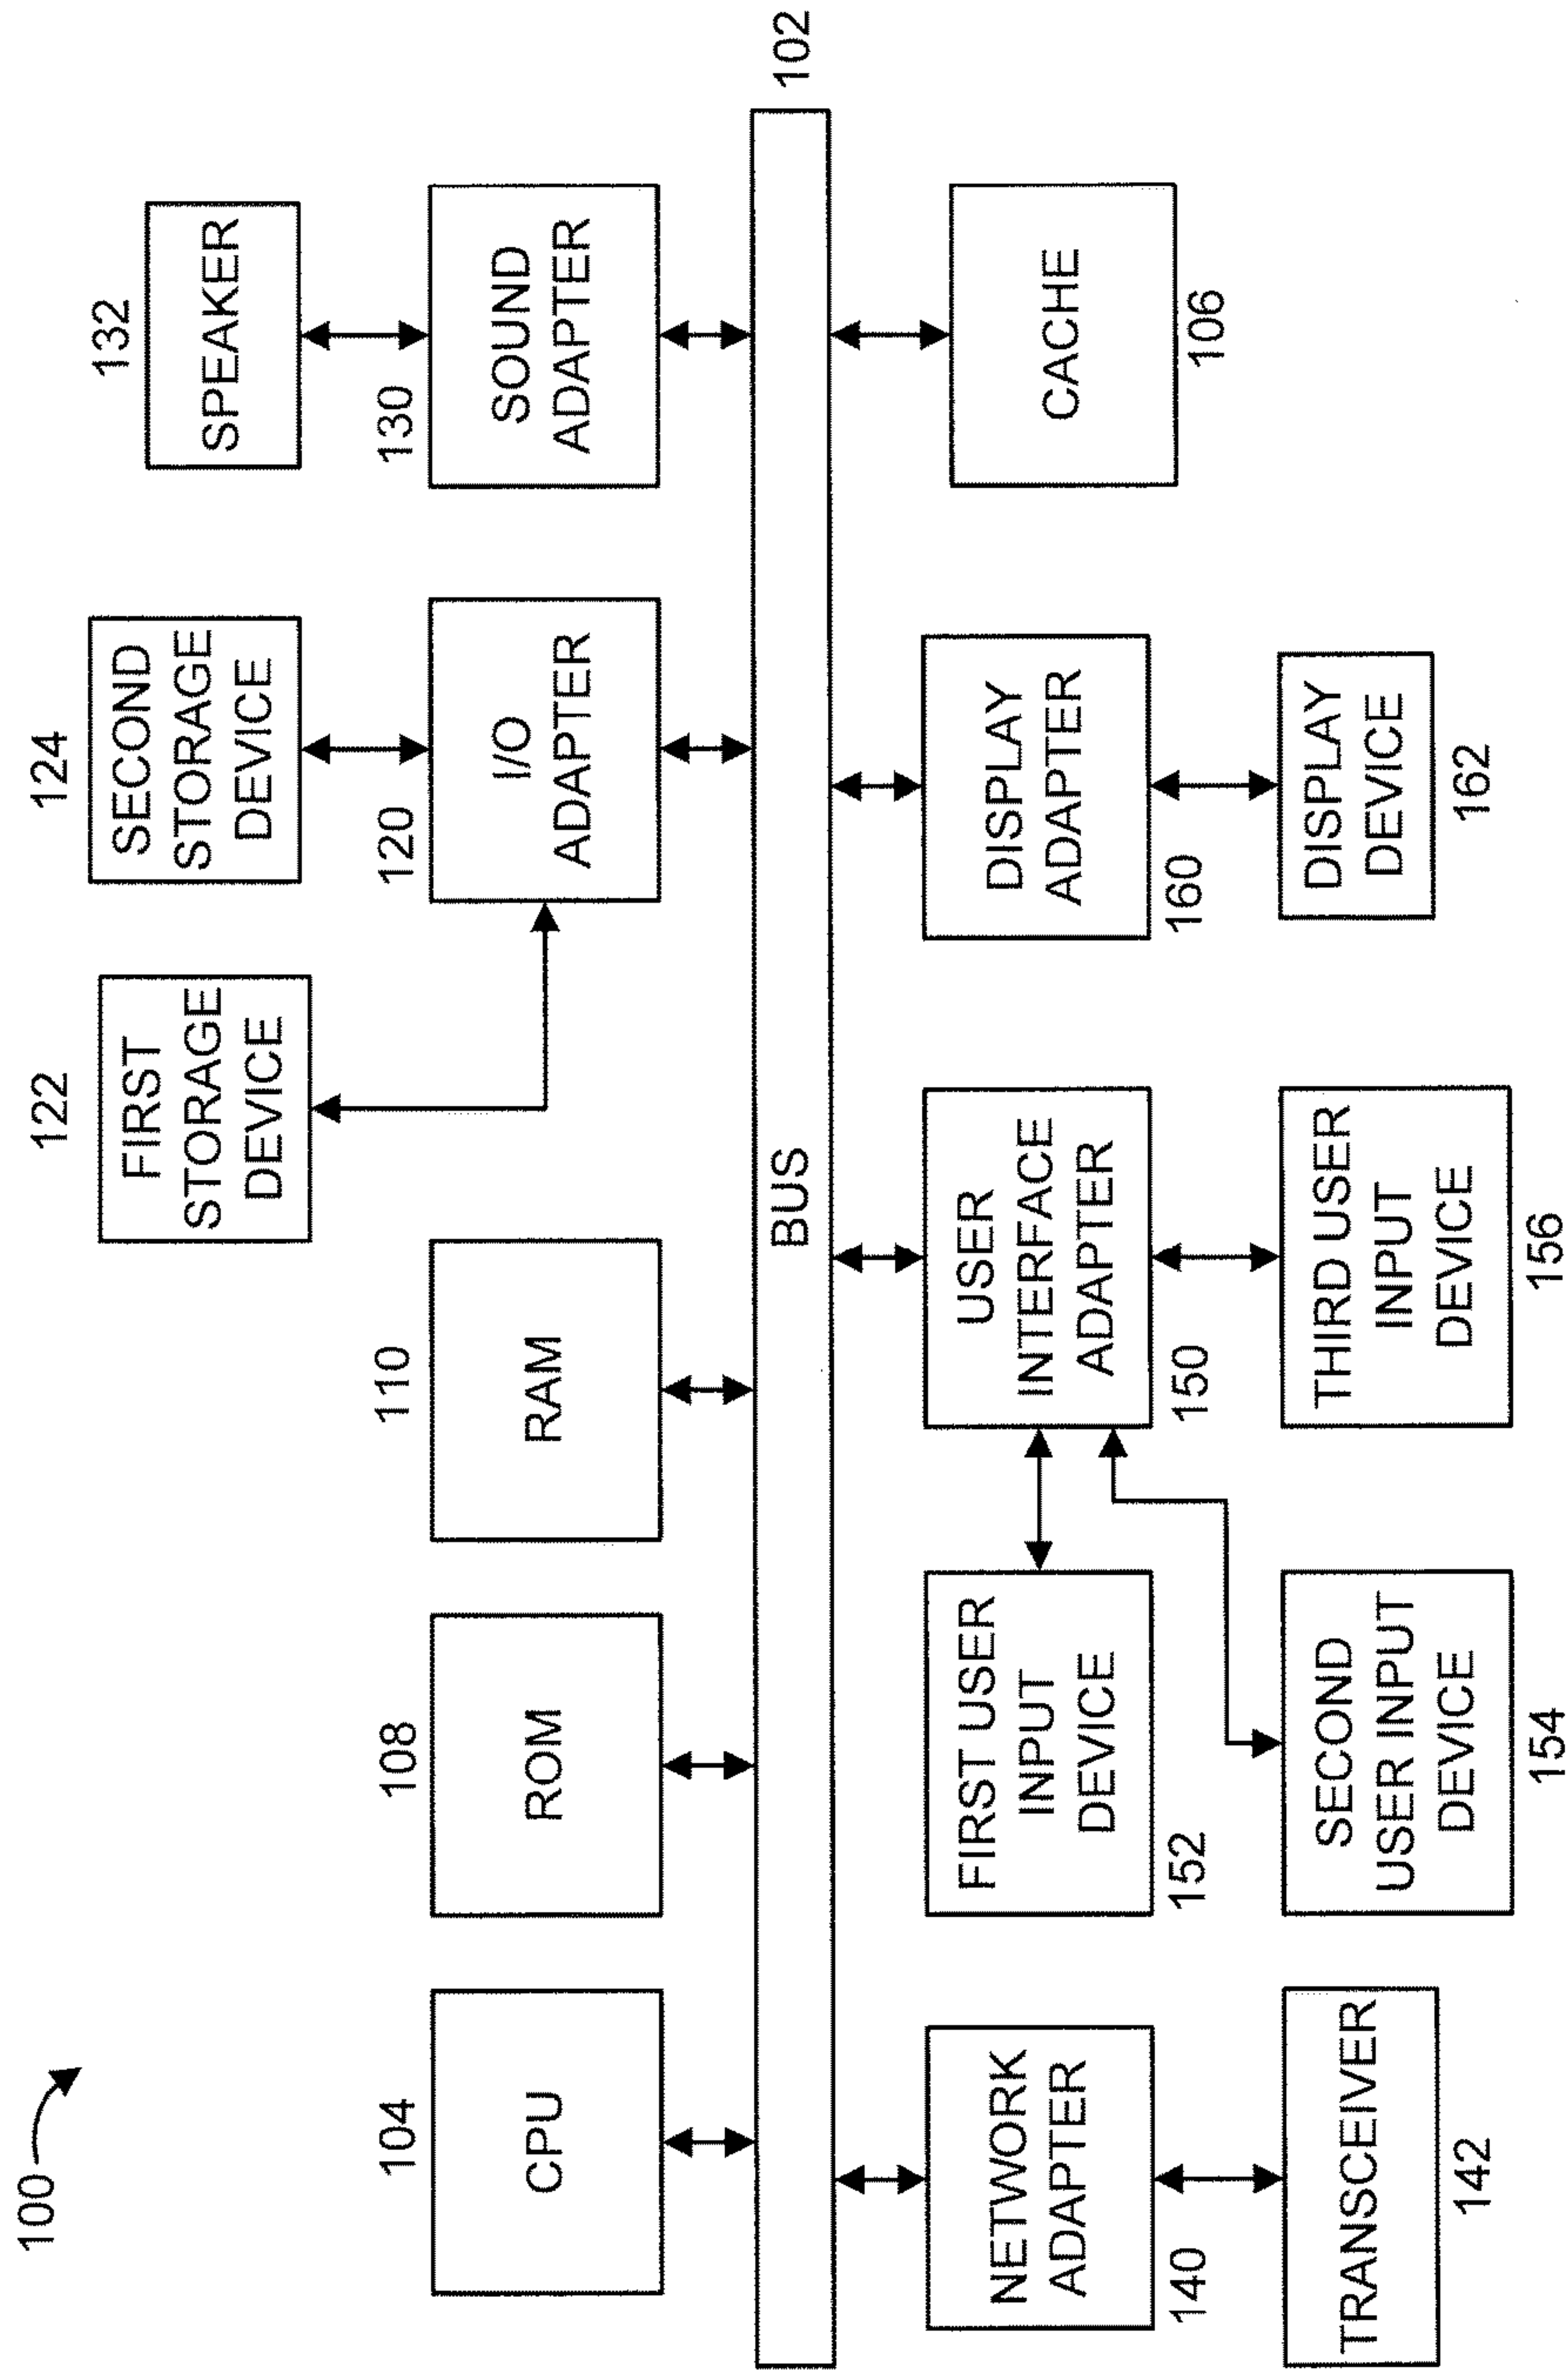 100
104
CPU
108
ROM
110
RAM
122
FIRST
STORAGE
DEVICE
124
SECOND
STORAGE
DEVICE
120
I/O
ADAPTER
132
SPEAKER
130
SOUND
ADAPTER
BUS
102
NETWORK
ADAPTER
140
TRANSCEIVER
142
FIRST USER
INPUT
DEVICE
152
SECOND
USER INPUT
DEVICE
154
USER
INTERFACE
ADAPTER
150
THIRD USER
INPUT
DEVICE
156
DISPLAY
ADAPTER
160
DISPLAY
DEVICE
162
CACHE
106